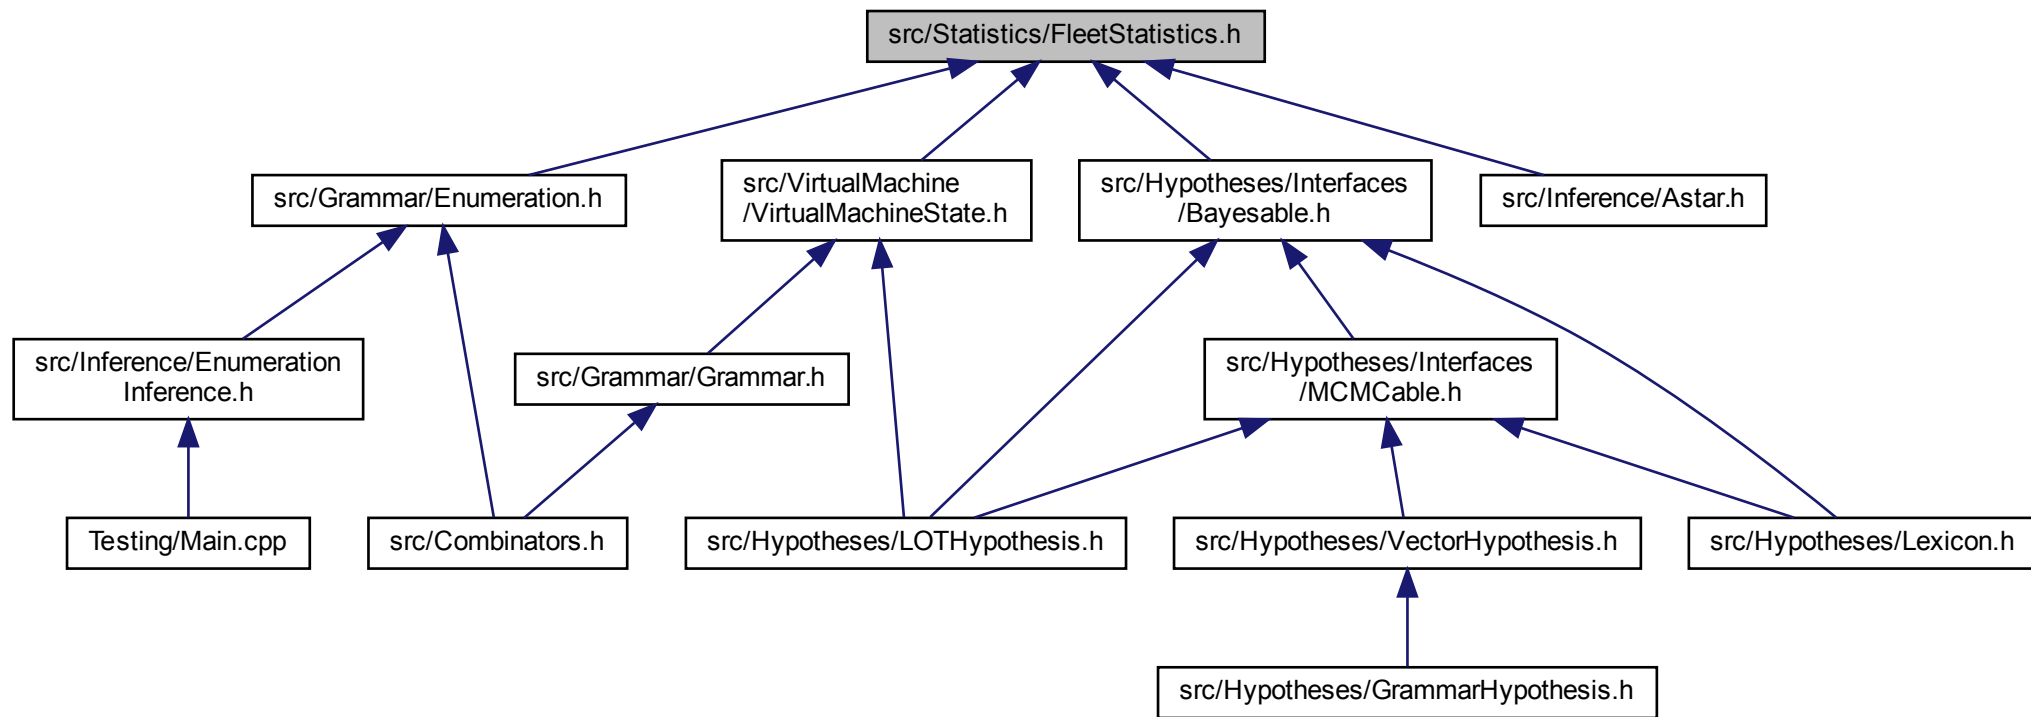 src/Statistics/FleetStatistics.h
src/Grammar/Enumeration.h
src/VirtualMachine
/VirtualMachineState.h
src/Hypotheses/Interfaces
/Bayesable.h
src/Inference/Astar.h
src/Inference/Enumeration
Inference.h
src/Grammar/Grammar.h
src/Hypotheses/Interfaces
/MCMCable.h
Testing/Main.cpp
src/Combinators.h
src/Hypotheses/LOTHypothesis.h
src/Hypotheses/VectorHypothesis.h
src/Hypotheses/Lexicon.h
src/Hypotheses/GrammarHypothesis.h